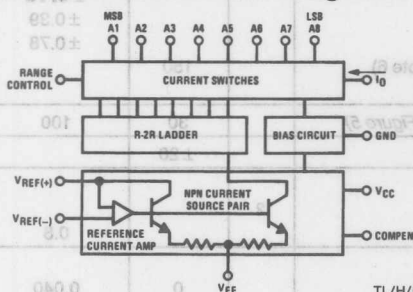 MSB LSB
A1 A2 A3 A4 A5 A6 A7 A8
RANGE
CONTROL
CURRENT SWITCHES
I0
R-2R LADDER
BIAS CIRCUIT
GND
VREF(+)
VREF(−)
REFERENCE
CURRENT AMP
NPN CURRENT
SOURCE PAIR
VCC
COMPEN
VEE
TL/H/